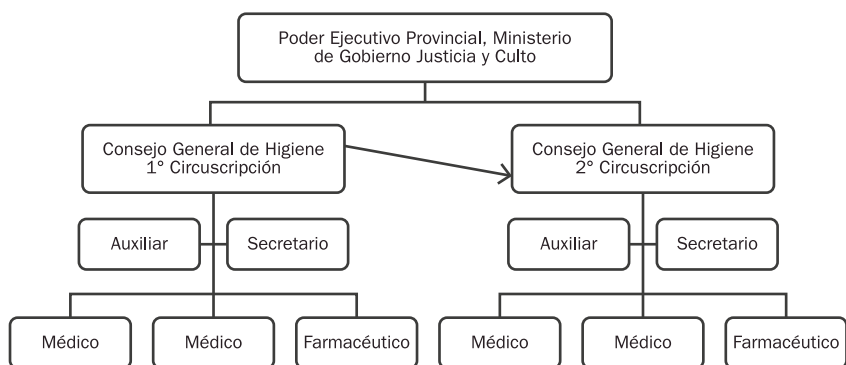 Poder Ejecutivo Provincial, Ministerio
de Gobierno Justicia y Culto
Consejo General de Higiene
1° Circuscripción
Consejo General de Higiene
2° Circuscripción
Auxiliar
Secretario
Auxiliar
Secretario
Médico
Médico
Farmacéutico
Médico
Médico
Farmacéutico